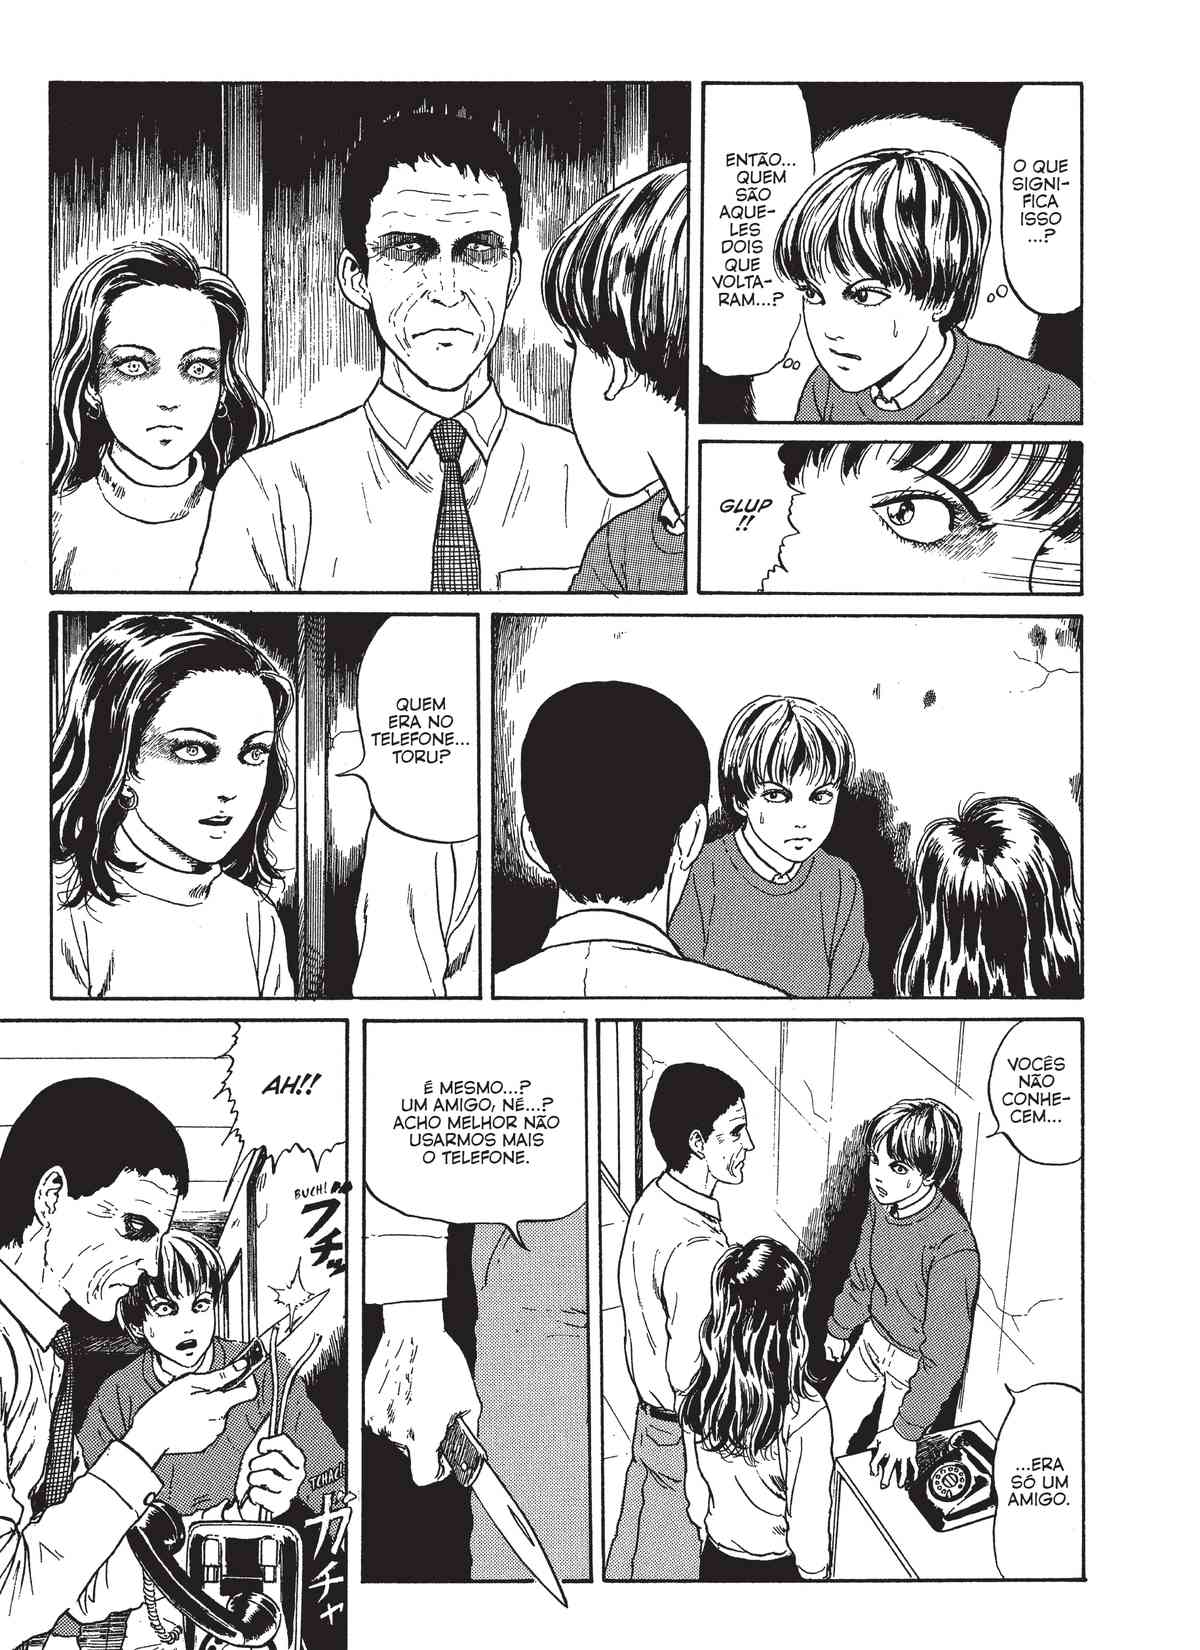 O QUE
SIGNI-
FICA
ISSO
...?
ENTÃO...
QUEM
SÃO
AQUE-
LES
DOIS
QUE
VOLTA-
RAM...?
GLUP
!!
QUEM
ERA NO
TELEFONE...
TORU?
VOCÊS
NÃO
CONHE-
CEM...
...ERA
SÓ UM
AMIGO.
É MESMO...?
UM AMIGO, NÉ...?
ACHO MELHOR NÃO
USARMOS MAIS
O TELEFONE.
AH!!
BUCH!
ブチッ
TCHAC!
ガチャ